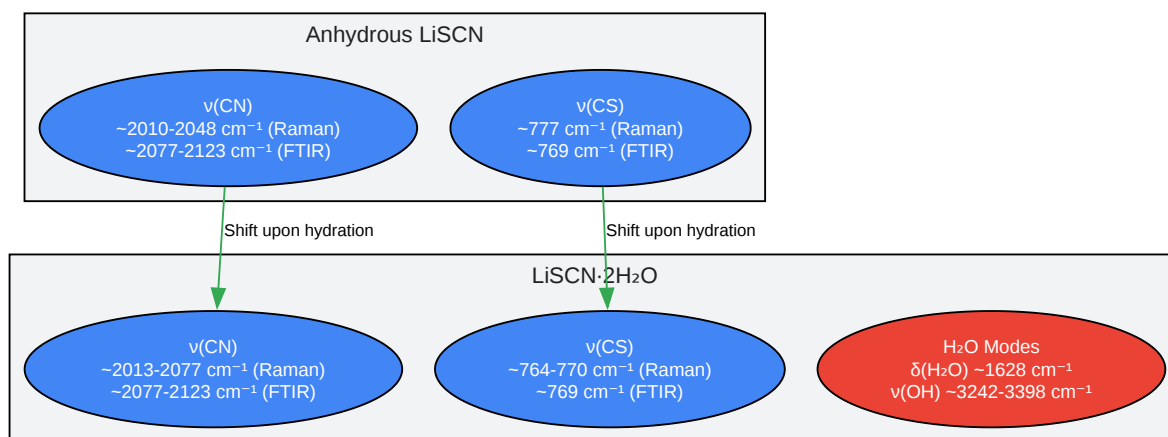 Anhydrous LiSCN
ν(CN)
~2010-2048 cm⁻¹ (Raman)
~2077-2123 cm⁻¹ (FTIR)
ν(CS)
~777 cm⁻¹ (Raman)
~769 cm⁻¹ (FTIR)
Shift upon hydration
Shift upon hydration
LiSCN·2H₂O
ν(CN)
~2013-2077 cm⁻¹ (Raman)
~2077-2123 cm⁻¹ (FTIR)
ν(CS)
~764-770 cm⁻¹ (Raman)
~769 cm⁻¹ (FTIR)
H₂O Modes
δ(H₂O) ~1628 cm⁻¹
ν(OH) ~3242-3398 cm⁻¹